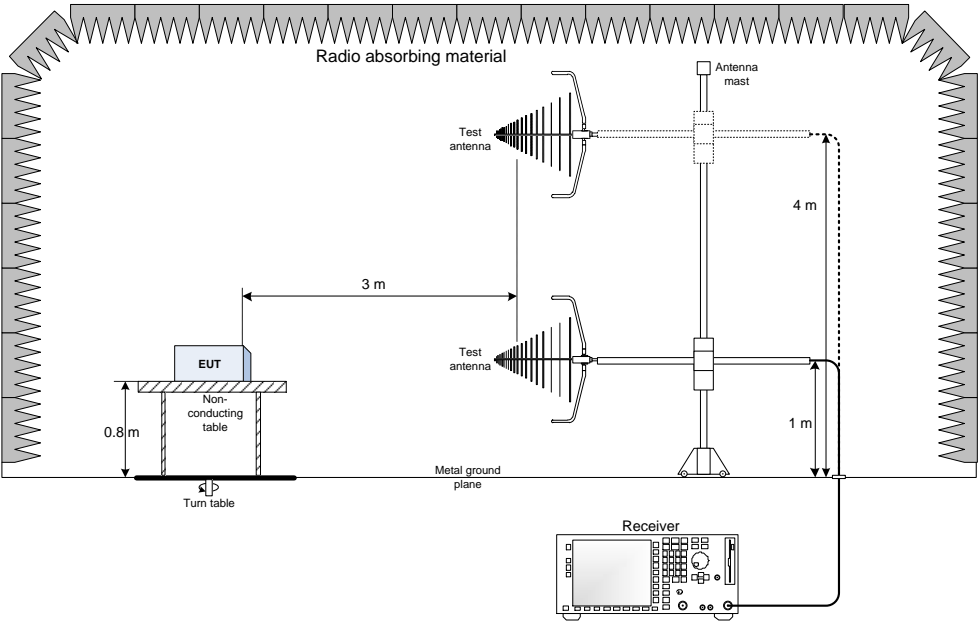 Radio absorbing material
Antenna
mast
Test
antenna
4 m
3 m
Test
antenna
EUT
Non-
conducting
table
0.8 m
1 m
Metal ground
plane
Turn table
Receiver